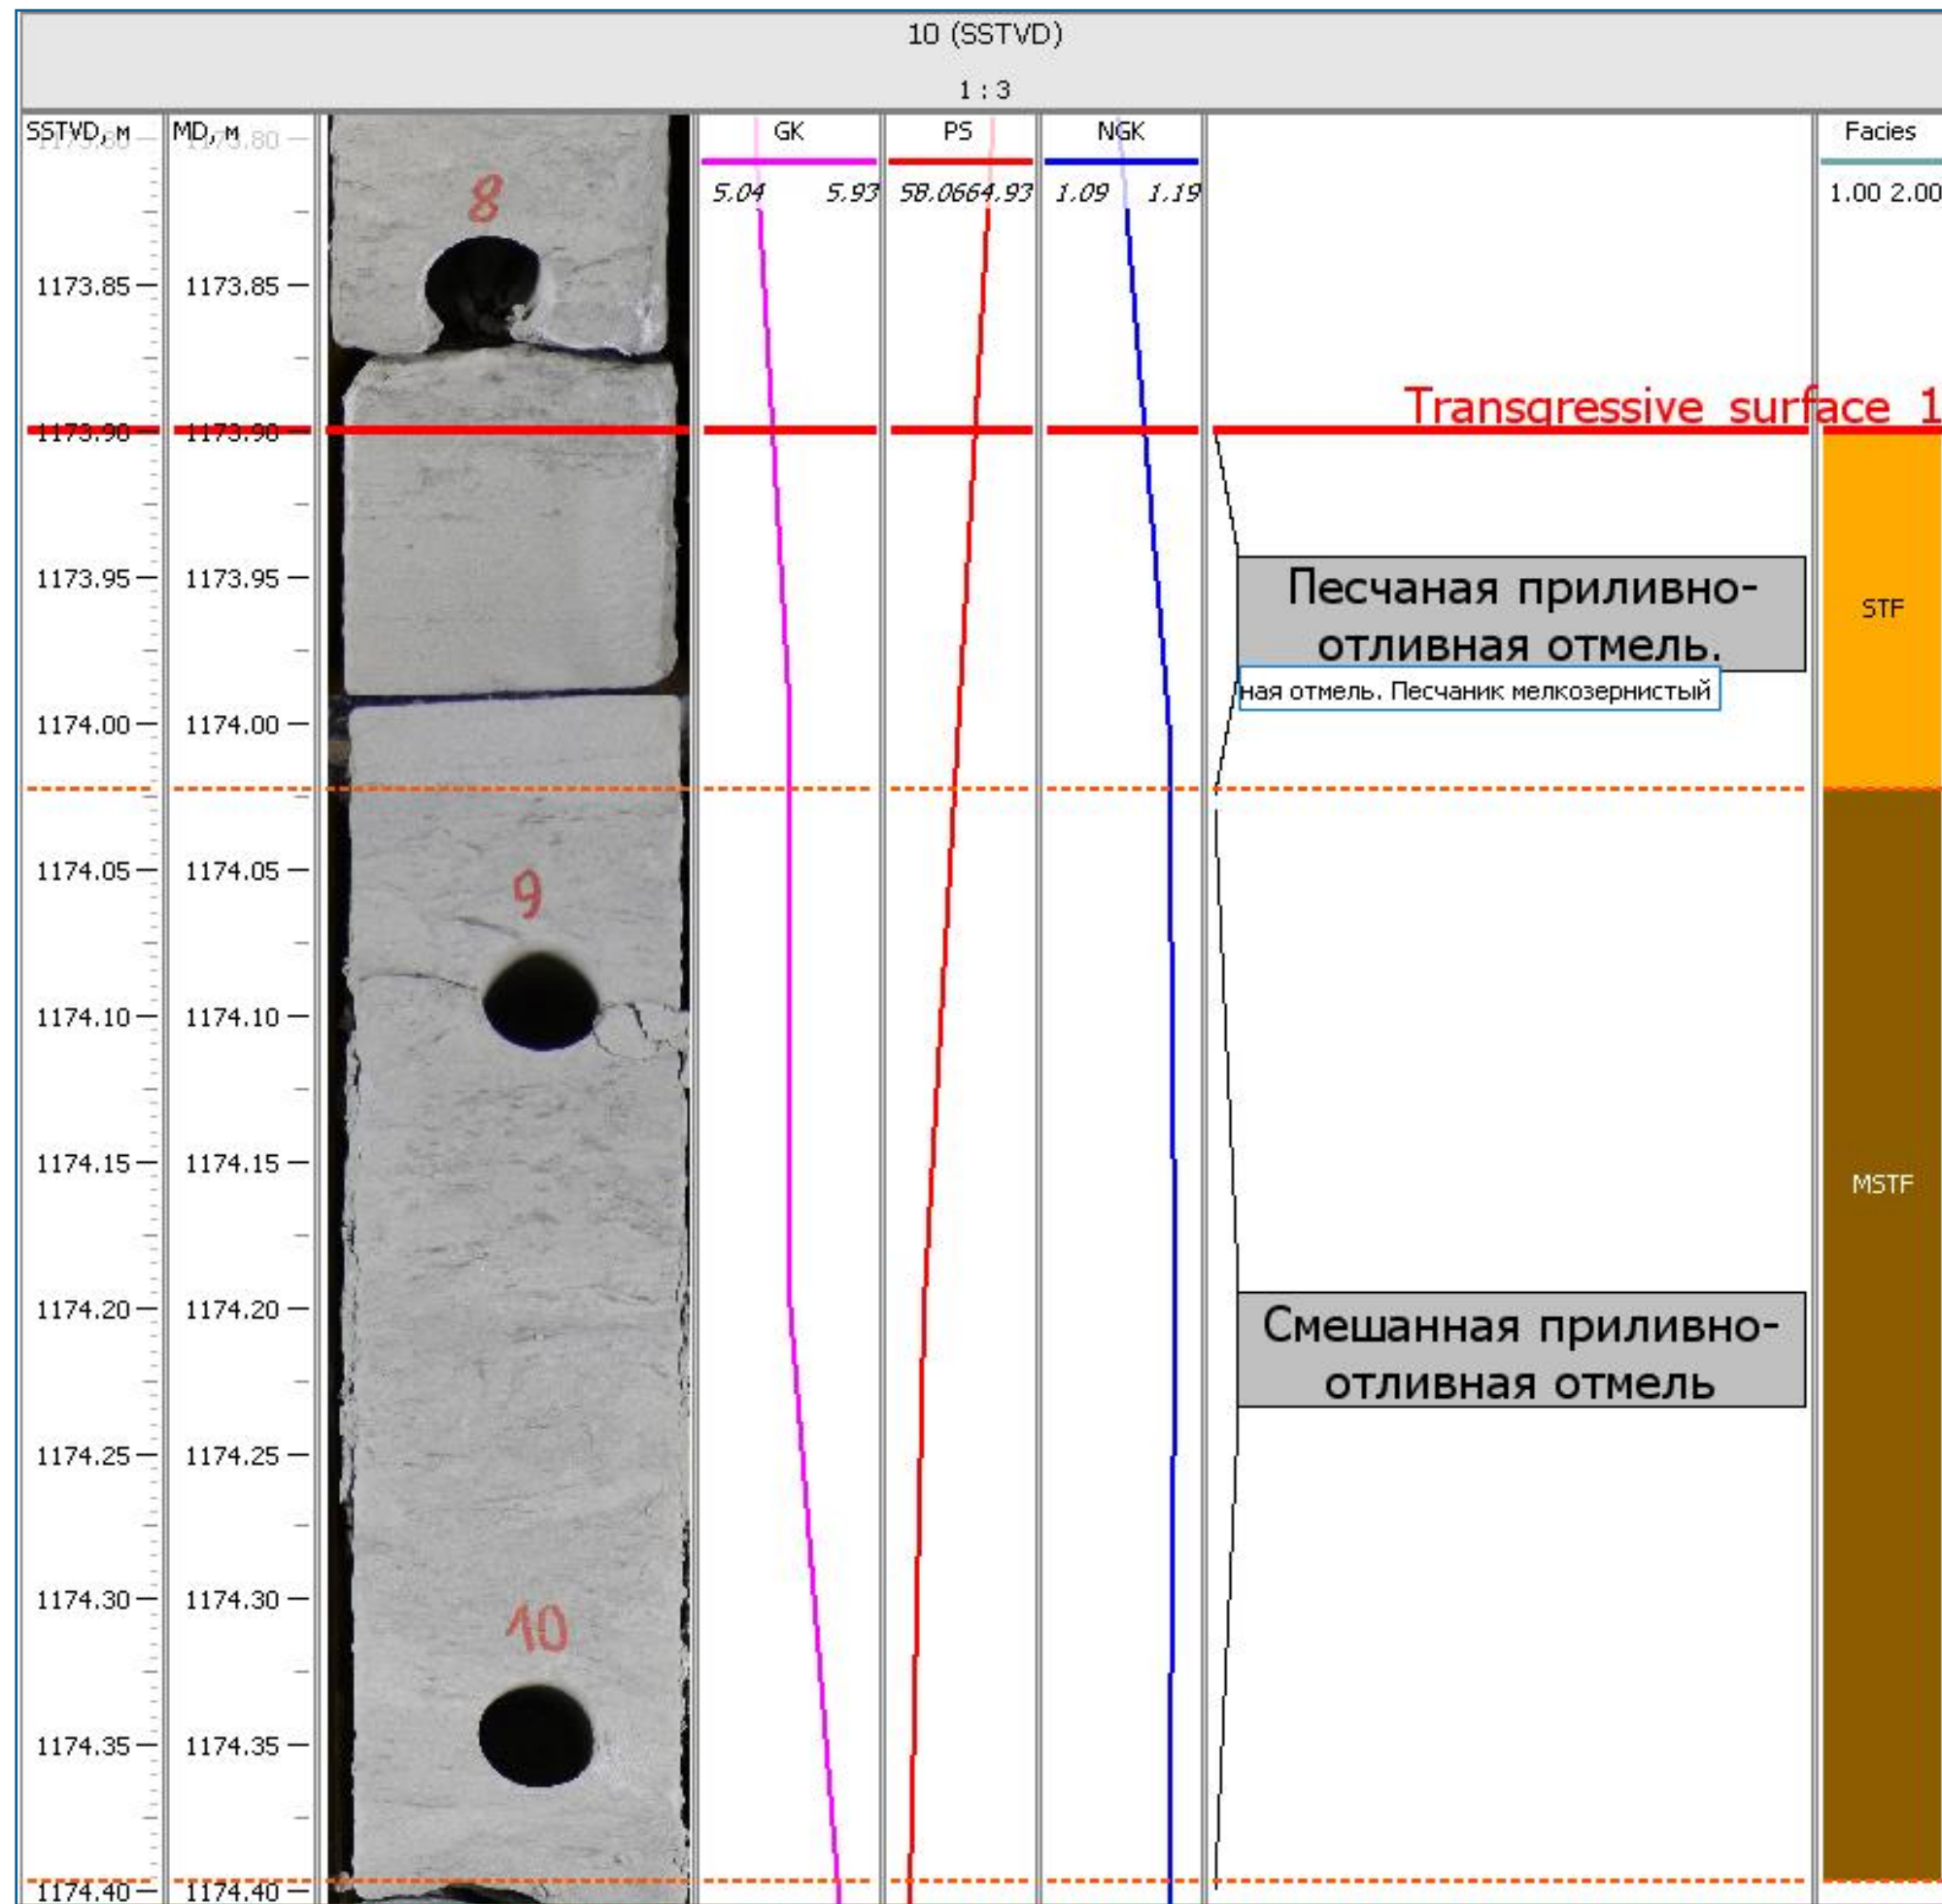 10 (SSTVD)
1 : 3
SSTVD, м MD, м GK PS NGK Facies
1173.80
5.04 5.93 58.06 64.93 1.09 1.19 1.00 2.00
8
1173.85 1173.85
Transgressive surface 1
1173.90 1173.90
1173.95 1173.95
Песчаная приливно-
отливная отмель.
STF
ная отмель. Песчаник мелкозернистый
1174.00 1174.00
1174.05 1174.05
9
1174.10 1174.10
1174.15 1174.15
MSTF
1174.20 1174.20
Смешанная приливно-
отливная отмель
1174.25 1174.25
1174.30 1174.30
10
1174.35 1174.35
1174.40 1174.40